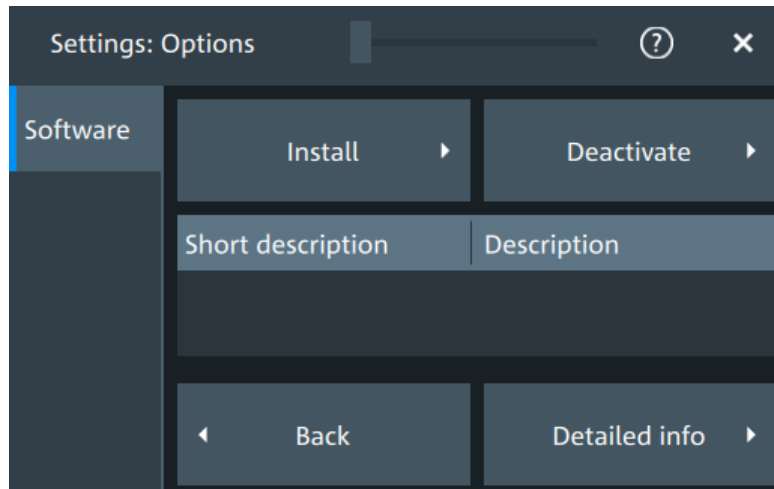 Settings: Options ? ×
Software
Install
Deactivate
Short description
Description
Back
Detailed info